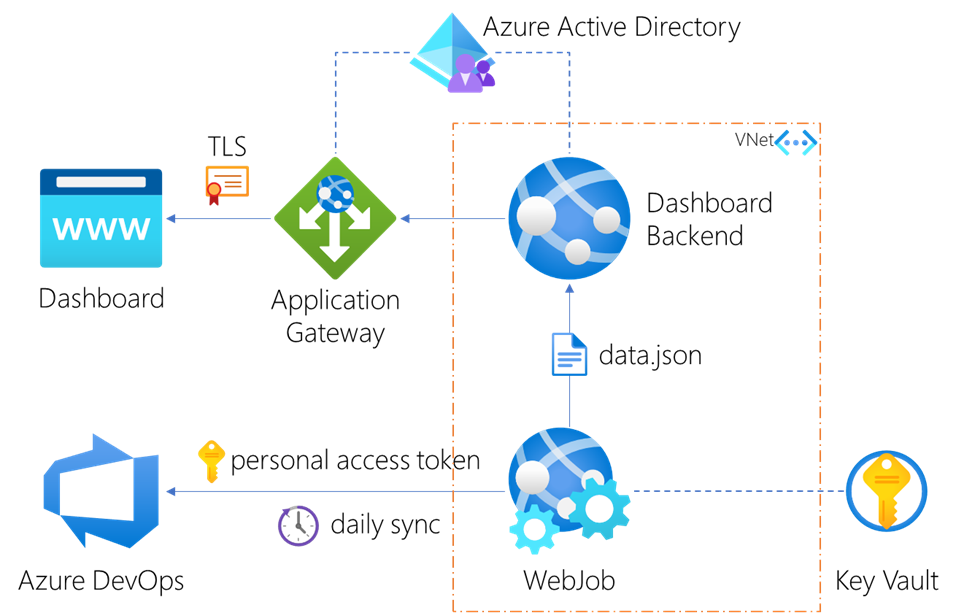 Azure Active Directory
VNet
TLS
www
Dashboard
Backend
Dashboard
Application
Gateway
data.json
personal access token
daily sync
Azure DevOps
WebJob
Key Vault